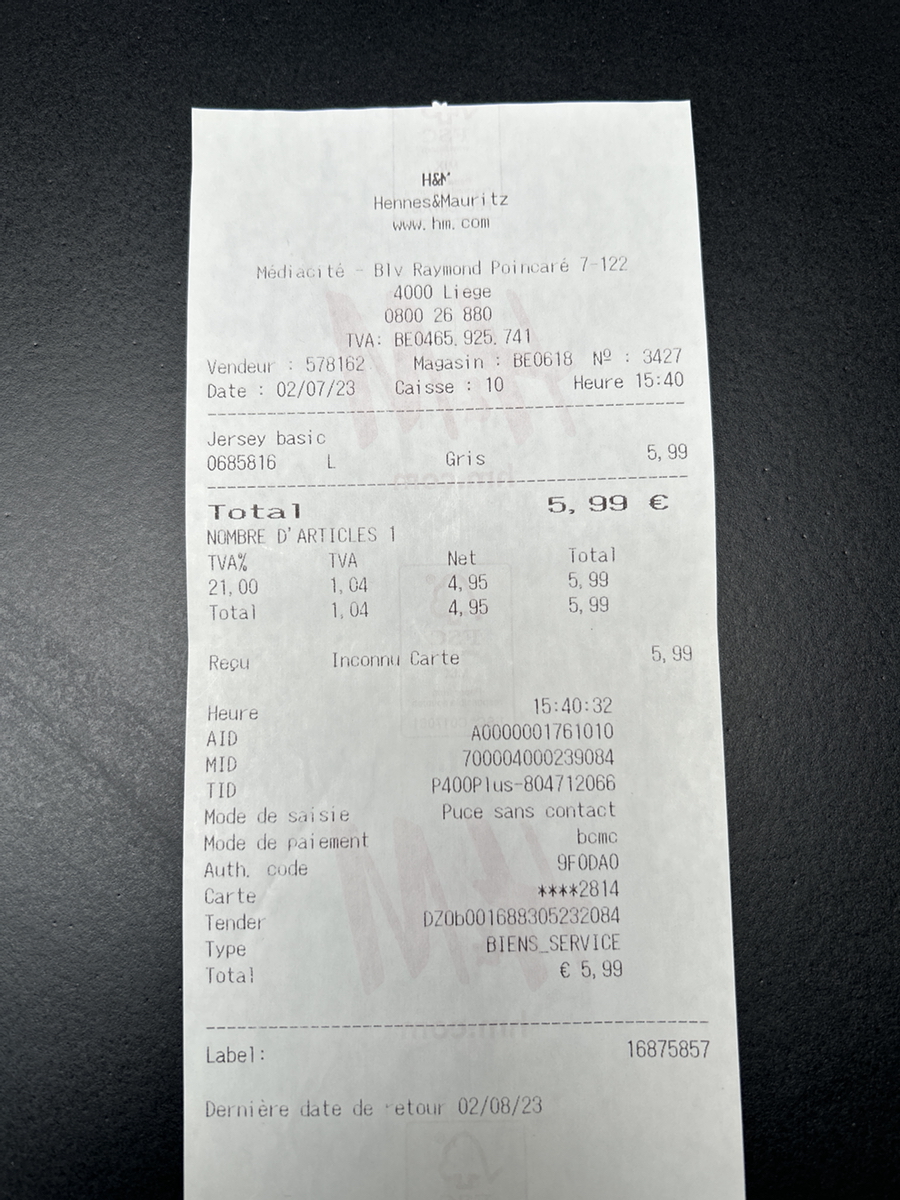 H&M
Hennes&Mauritz
www.hm.com
Médiacité - Blv Raymond Poincaré 7-122
4000 Liege
0800 26 880
TVA: BE0465.925.741
Vendeur : 578162 Magasin : BE0618 Nº : 3427
Date : 02/07/23 Caisse : 10 Heure 15:40
Jersey basic
0685816 L Gris 5,99
Total 5,99 €
NOMBRE D'ARTICLES 1
TVA% TVA Net Total
21,00 1,04 4,95 5,99
Total 1,04 4,95 5,99
Reçu Inconnu Carte 5,99
Heure 15:40:32
AID A0000001761010
MID 700004000239084
TID P400Plus-804712066
Mode de saisie Puce sans contact
Mode de paiement bcmc
Auth. code 9F0DA0
Carte ****2814
Tender DZ0b001688305232084
Type BIENS_SERVICE
Total € 5,99
Label: 16875857
Dernière date de retour 02/08/23